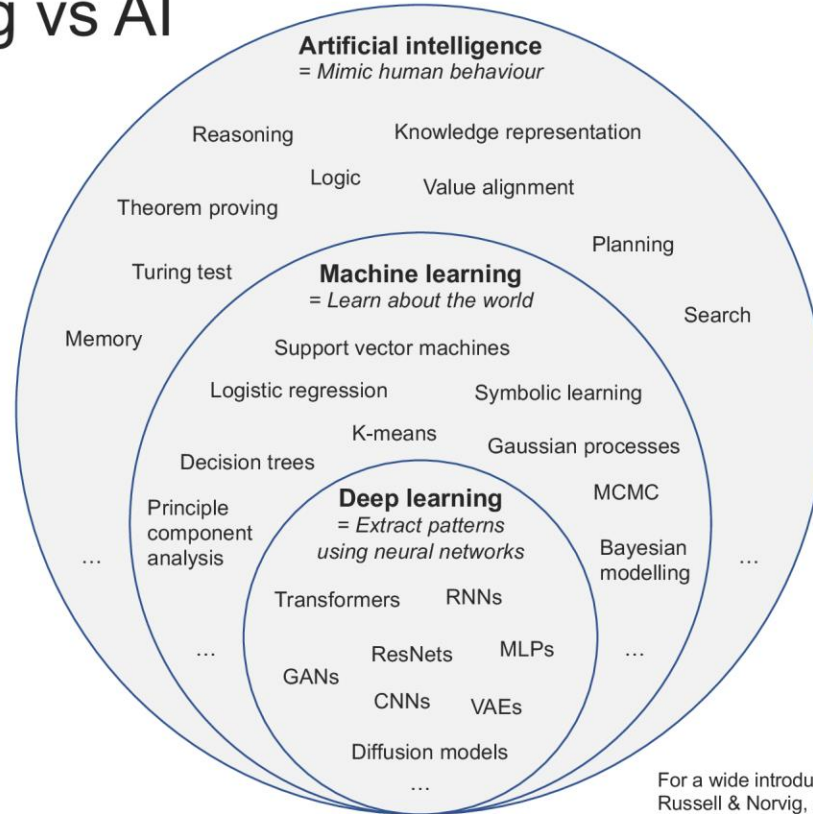 g vs AI
Artificial intelligence
= Mimic human behaviour
Reasoning
Knowledge representation
Logic
Value alignment
Theorem proving
Planning
Turing test
Search
Memory
Machine learning
= Learn about the world
Support vector machines
Logistic regression
Symbolic learning
K-means
Gaussian processes
Decision trees
MCMC
Principle
component
analysis
Bayesian
modelling
...
...
...
...
Deep learning
= Extract patterns
using neural networks
Transformers
RNNs
ResNets
MLPs
GANs
CNNs
VAEs
Diffusion models
...
For a wide introdu
Russell & Norvig,